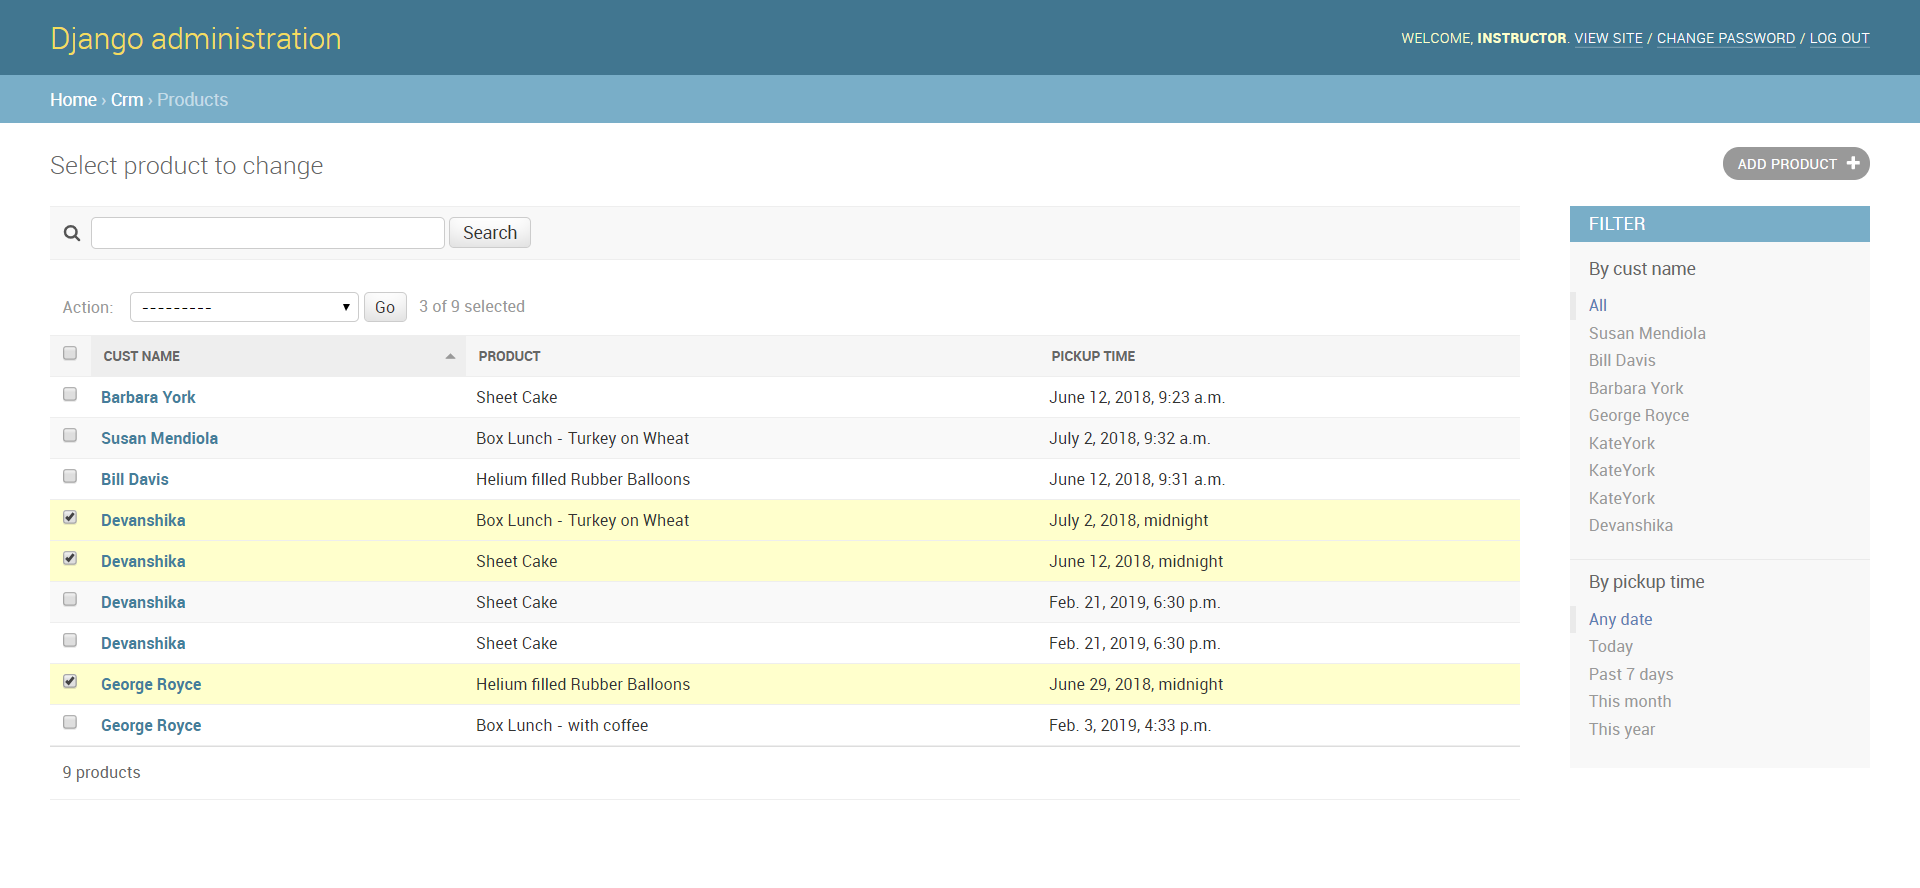 Django administration
WELCOME, INSTRUCTOR. VIEW SITE / CHANGE PASSWORD / LOG OUT
Home › Crm › Products
Select product to change
ADD PRODUCT +
Search
Action: --------- Go 3 of 9 selected
CUST NAME PRODUCT PICKUP TIME
Barbara York Sheet Cake June 12, 2018, 9:23 a.m.
Susan Mendiola Box Lunch - Turkey on Wheat July 2, 2018, 9:32 a.m.
Bill Davis Helium filled Rubber Balloons June 12, 2018, 9:31 a.m.
Devanshika Box Lunch - Turkey on Wheat July 2, 2018, midnight
Devanshika Sheet Cake June 12, 2018, midnight
Devanshika Sheet Cake Feb. 21, 2019, 6:30 p.m.
Devanshika Sheet Cake Feb. 21, 2019, 6:30 p.m.
George Royce Helium filled Rubber Balloons June 29, 2018, midnight
George Royce Box Lunch - with coffee Feb. 3, 2019, 4:33 p.m.
9 products
FILTER
By cust name
All
Susan Mendiola
Bill Davis
Barbara York
George Royce
KateYork
KateYork
KateYork
Devanshika
By pickup time
Any date
Today
Past 7 days
This month
This year